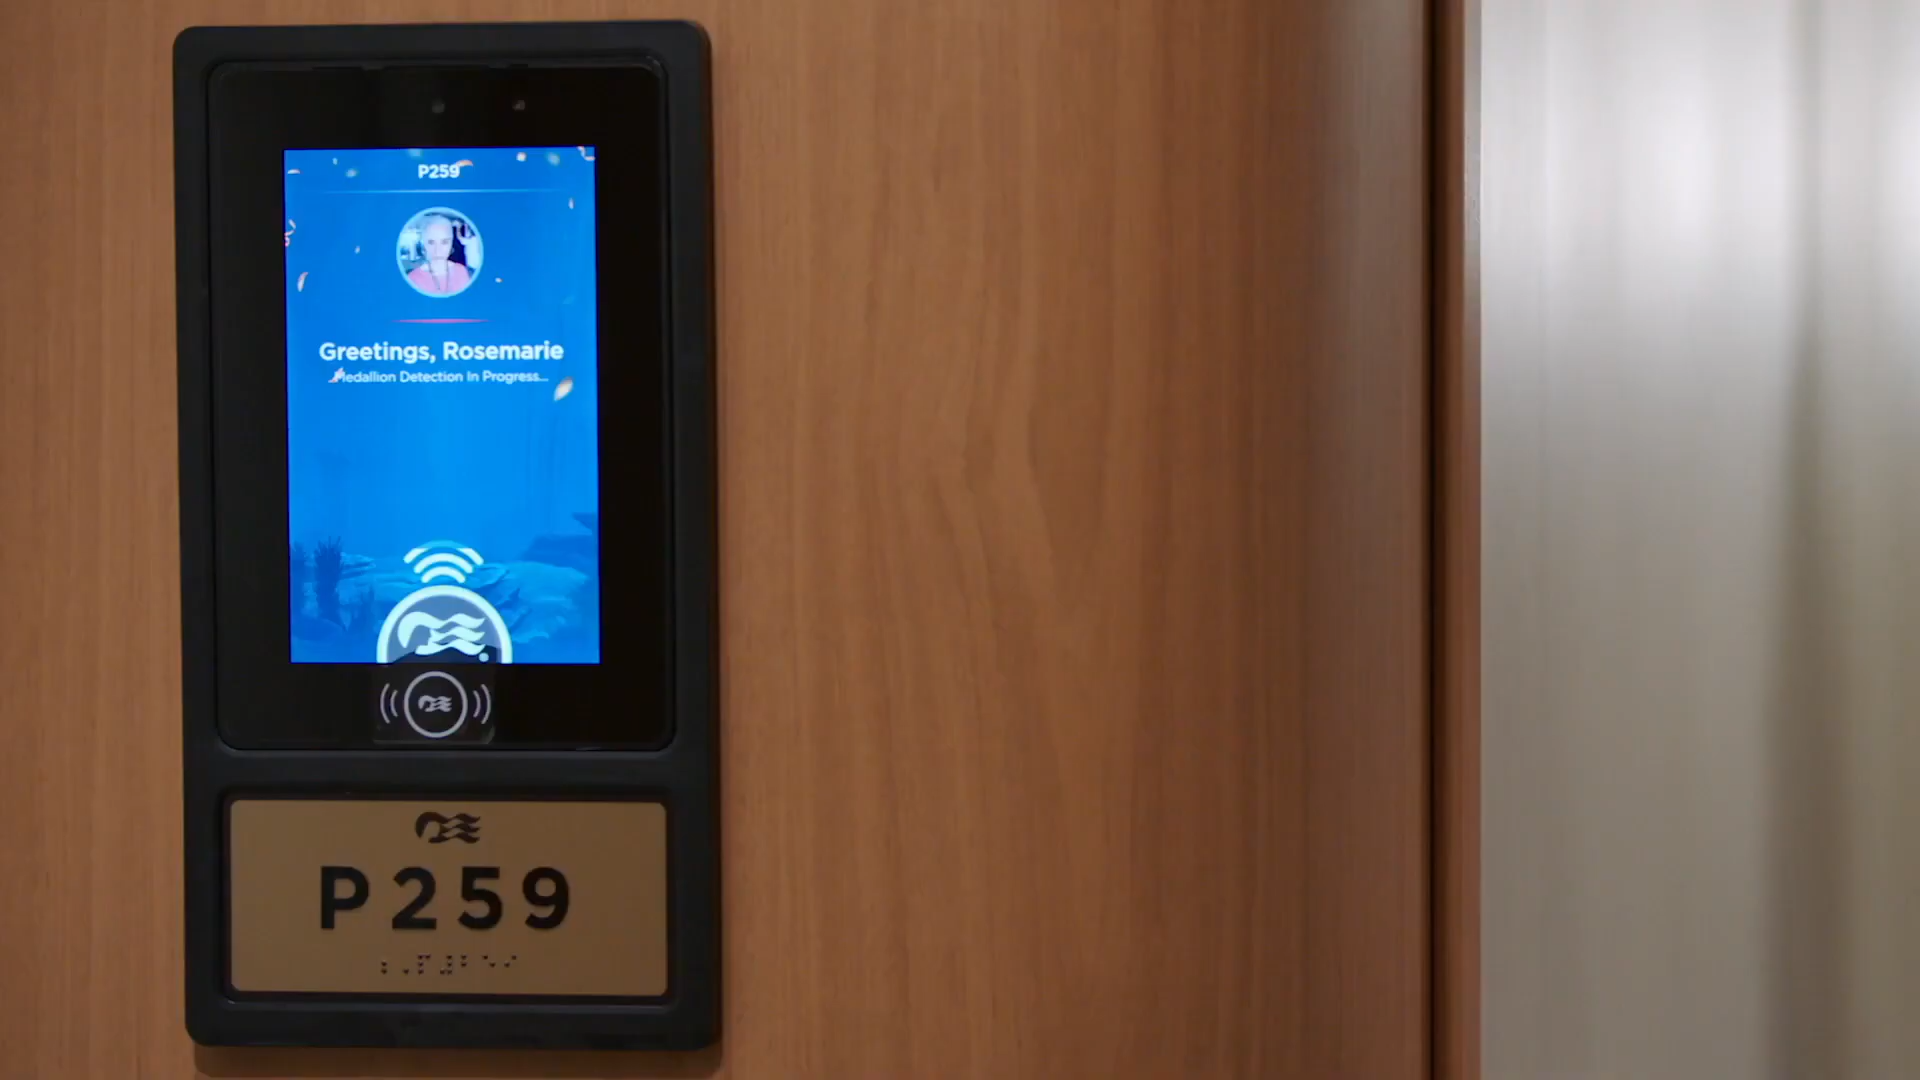 P259
Greetings, Rosemarie
Medallion Detection In Progress...
P259